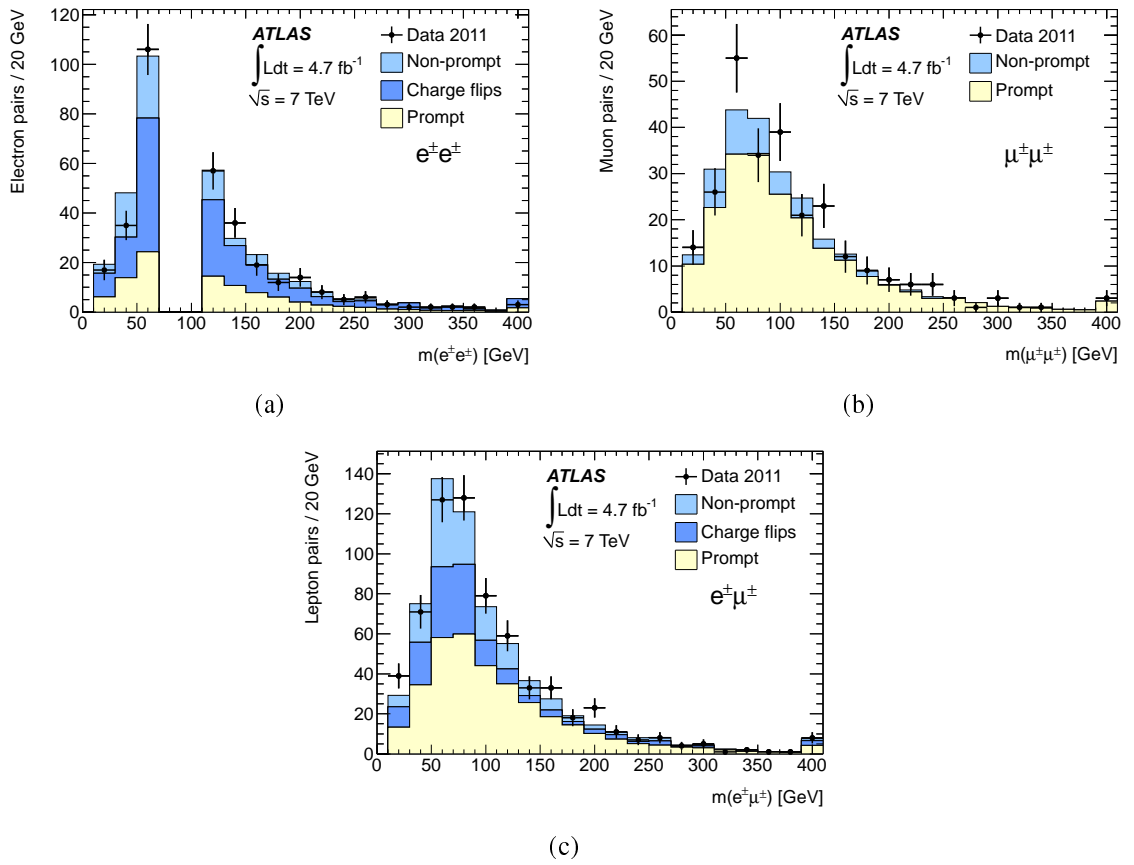 Electron pairs / 20 GeV
120
100
80
60
40
20
0
ATLAS
∫Ldt = 4.7 fb⁻¹
√s = 7 TeV
Data 2011
Non-prompt
Charge flips
Prompt
e±e±
0 50 100 150 200 250 300 350 400
m(e±e±) [GeV]
(a)
Muon pairs / 20 GeV
60
50
40
30
20
10
0
ATLAS
∫Ldt = 4.7 fb⁻¹
√s = 7 TeV
Data 2011
Non-prompt
Prompt
μ±μ±
0 50 100 150 200 250 300 350 400
m(μ±μ±) [GeV]
(b)
Lepton pairs / 20 GeV
140
120
100
80
60
40
20
0
ATLAS
∫Ldt = 4.7 fb⁻¹
√s = 7 TeV
Data 2011
Non-prompt
Charge flips
Prompt
e±μ±
0 50 100 150 200 250 300 350 400
m(e±μ±) [GeV]
(c)